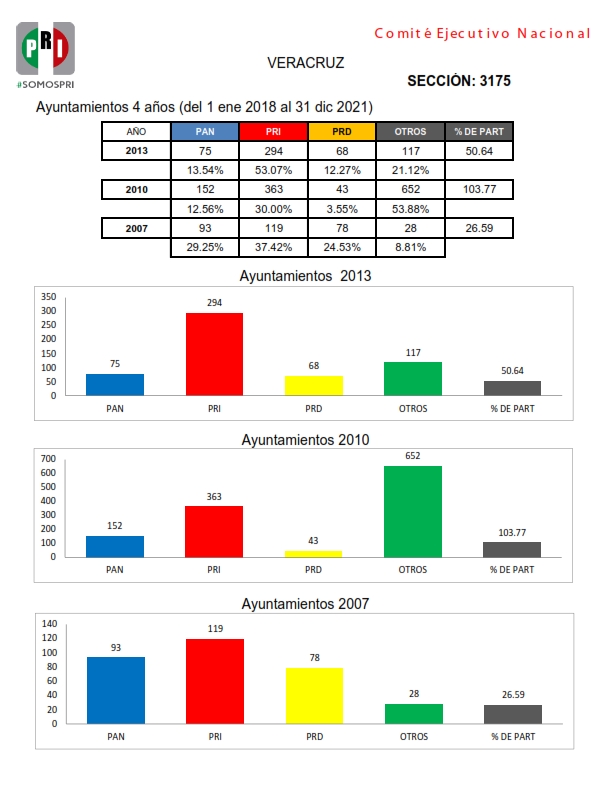 PRI
#SOMOSPRI
Comité Ejecutivo Nacional
VERACRUZ
SECCIÓN: 3175
Ayuntamientos 4 años (del 1 ene 2018 al 31 dic 2021)
AÑO PAN PRI PRD OTROS % DE PART
2013 75 294 68 117 50.64
13.54% 53.07% 12.27% 21.12%
2010 152 363 43 652 103.77
12.56% 30.00% 3.55% 53.88%
2007 93 119 78 28 26.59
29.25% 37.42% 24.53% 8.81%
Ayuntamientos 2013
350
300
250
200
150
100
50
0
75 294 68 117 50.64
PAN PRI PRD OTROS % DE PART
Ayuntamientos 2010
700
600
500
400
300
200
100
0
152 363 43 652 103.77
PAN PRI PRD OTROS % DE PART
Ayuntamientos 2007
140
120
100
80
60
40
20
0
93 119 78 28 26.59
PAN PRI PRD OTROS % DE PART